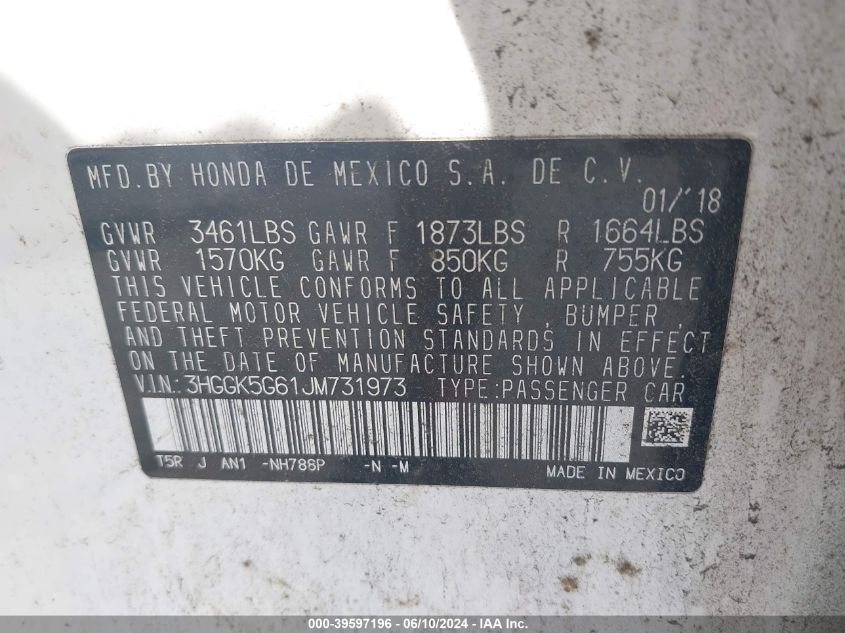 MFD.BY HONDA DE MEXICO S.A. DE C.V.
01/'18
GVWR 3461LBS GAWR F 1873LBS R 1664LBS
GVWR 1570KG GAWR F 850KG R 755KG
THIS VEHICLE CONFORMS TO ALL APPLICABLE
FEDERAL MOTOR VEHICLE SAFETY , BUMPER ,
AND THEFT PREVENTION STANDARDS IN EFFECT
ON THE DATE OF MANUFACTURE SHOWN ABOVE.
V.I.N.:3HGGK5G61JM731973 TYPE:PASSENGER CAR
T5R J AN1 -NH788P -N -M MADE IN MEXICO
000-39597196 - 06/10/2024 - IAA Inc.